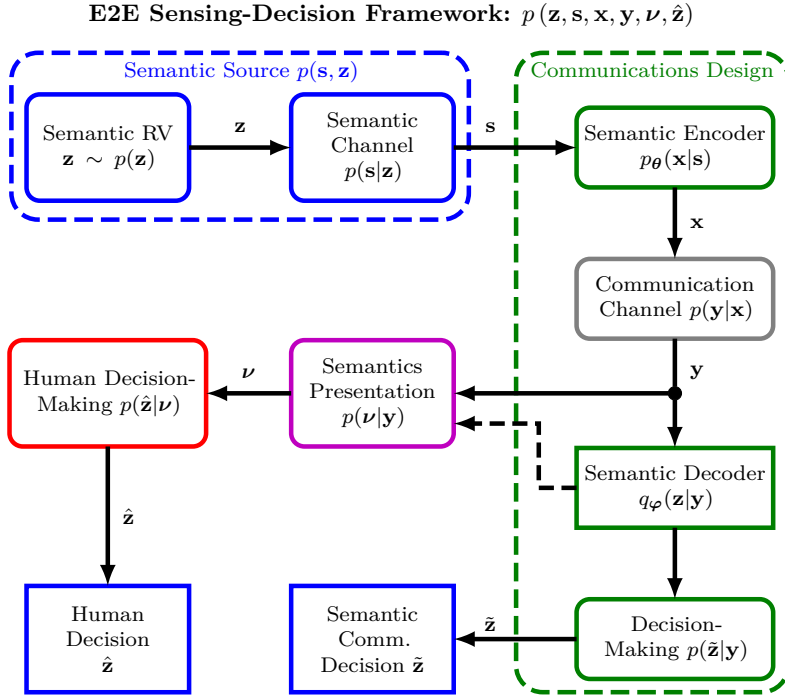 E2E Sensing-Decision Framework: p (z, s, x, y, ν, ẑ)
Semantic Source p(s, z)
Communications Design
Semantic RV
z ∼ p(z)
z
Semantic
Channel
p(s|z)
s
Semantic Encoder
p_θ(x|s)
x
Communication
Channel p(y|x)
y
Human Decision-
Making p(ẑ|ν)
ν
Semantics
Presentation
p(ν|y)
Semantic Decoder
q_φ(z|y)
ẑ
Human
Decision
ẑ
Semantic
Comm.
Decision z̃
z̃
Decision-
Making p(z̃|y)